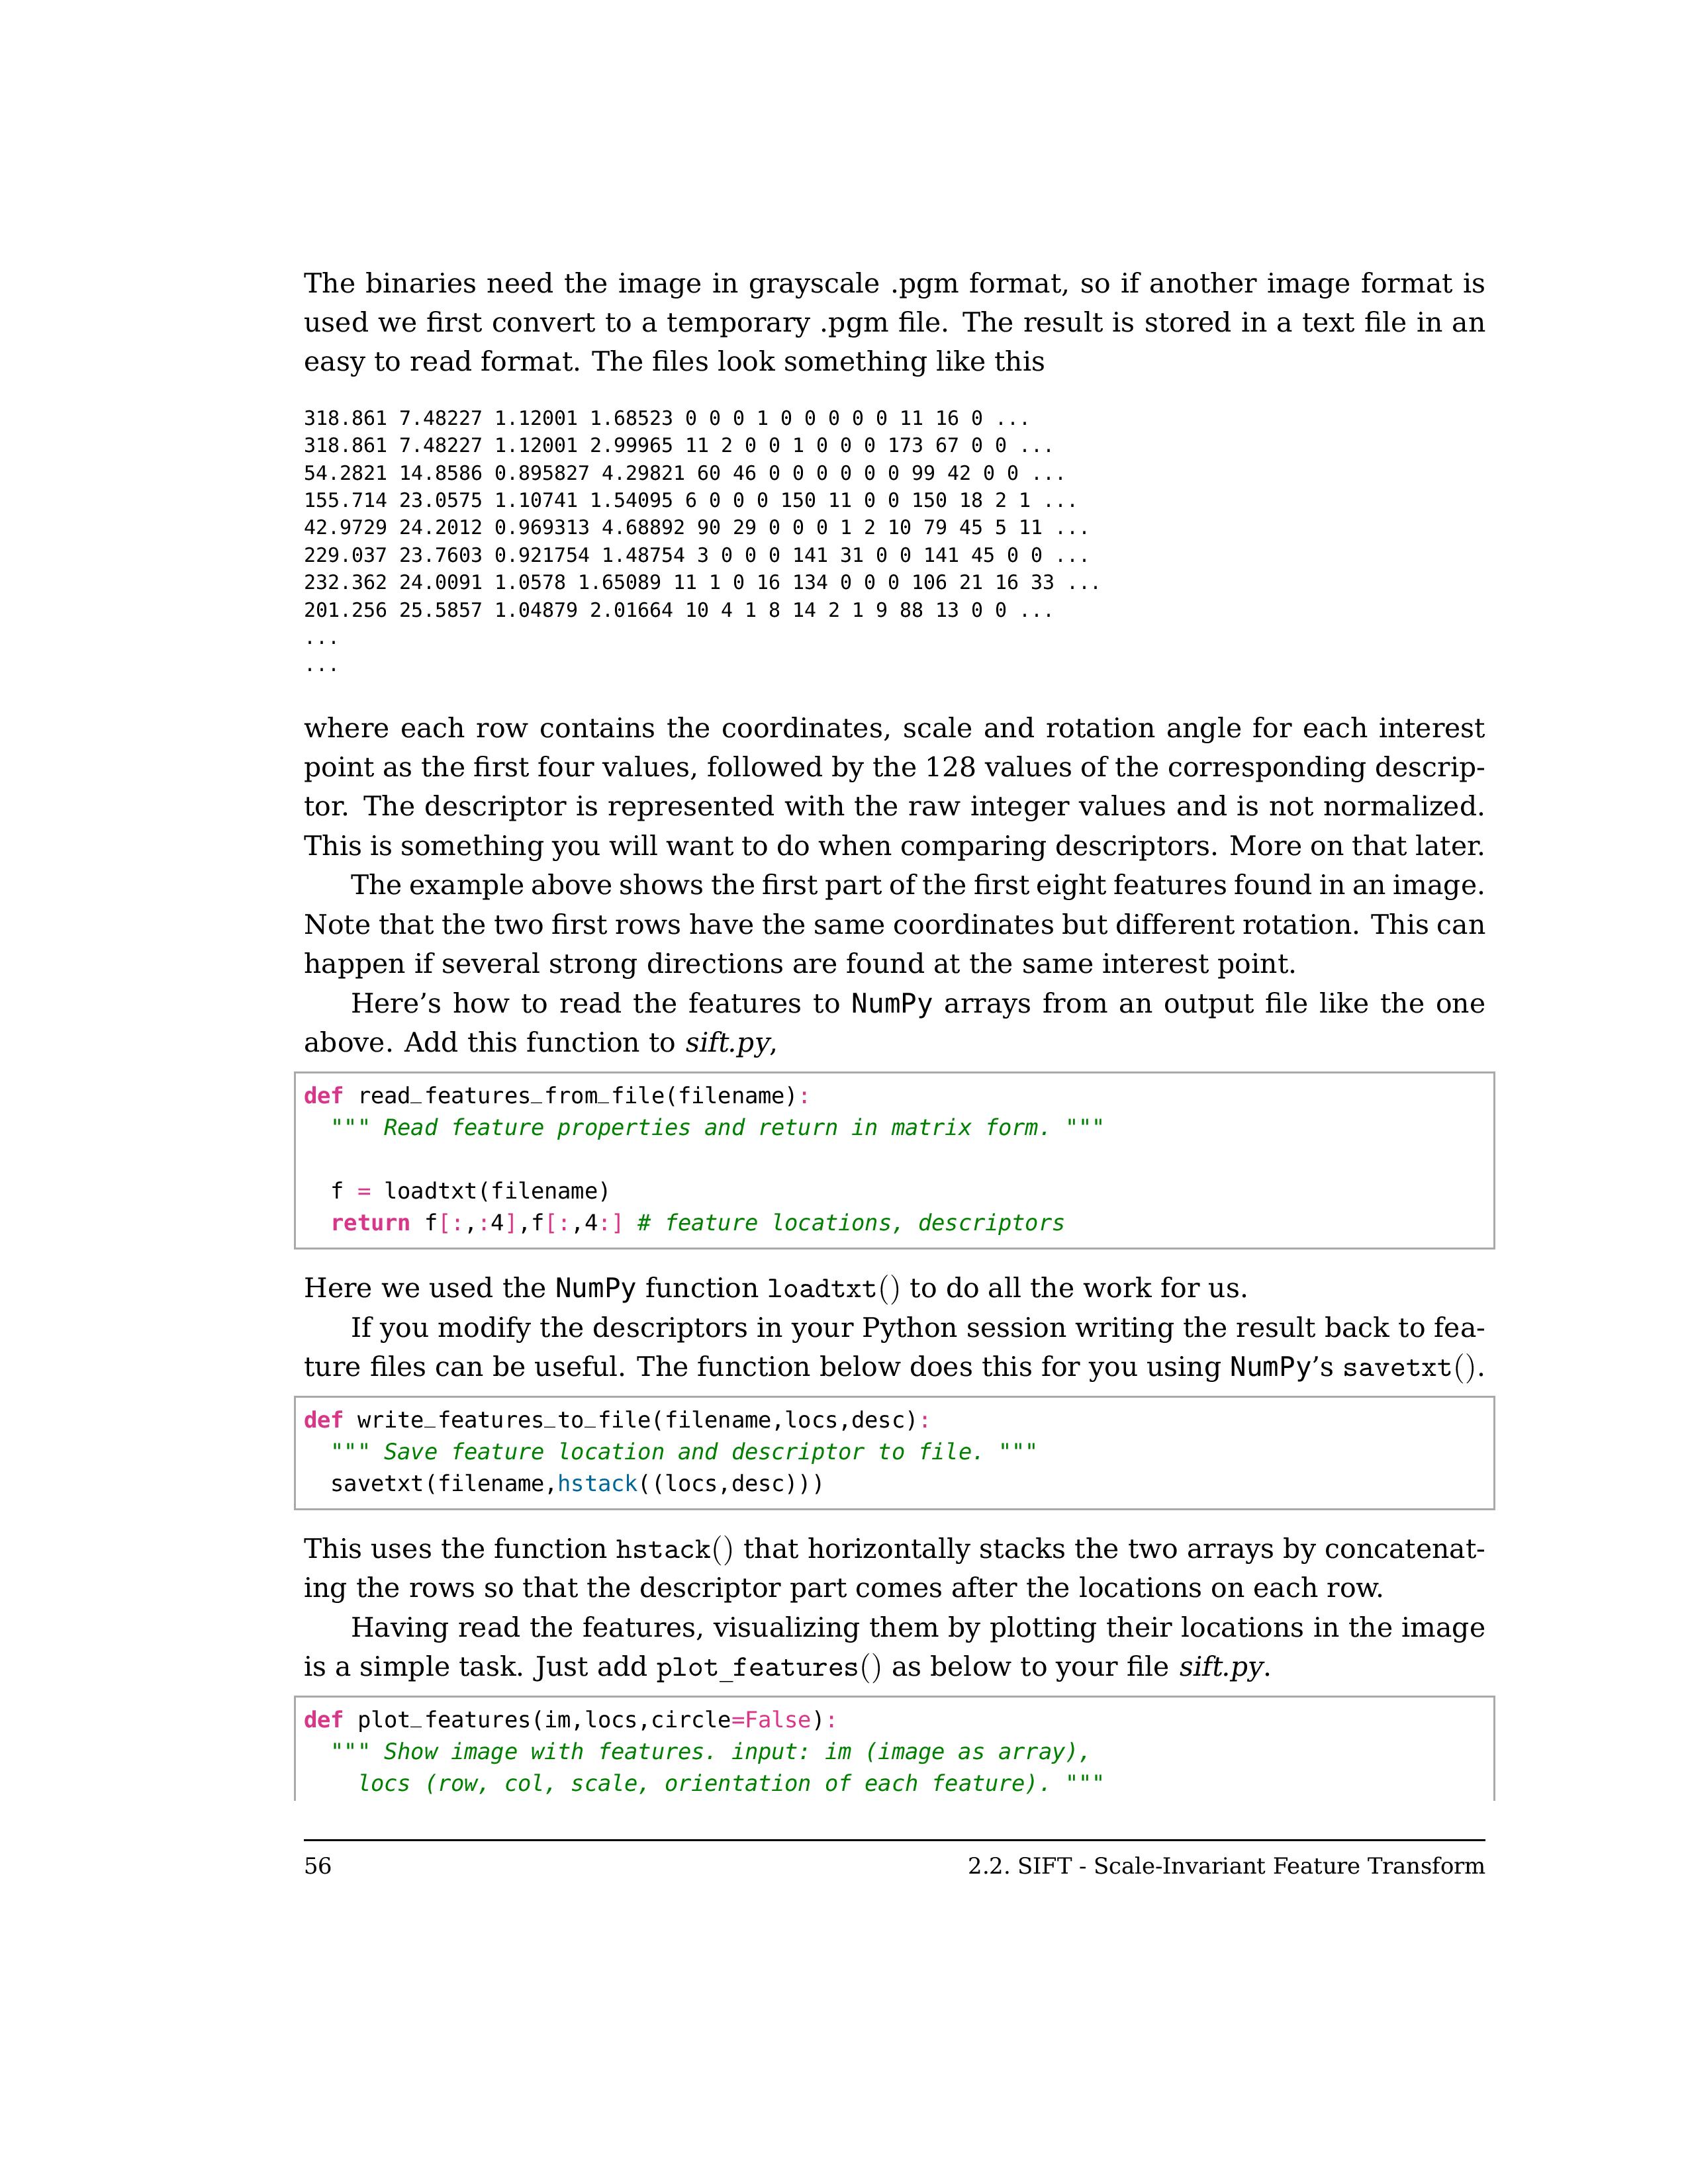 The binaries need the image in grayscale .pgm format, so if another image format is
used we first convert to a temporary .pgm file. The result is stored in a text file in an
easy to read format. The files look something like this
318.861 7.48227 1.12001 1.68523 0 0 0 1 0 0 0 0 0 11 16 0 ...
318.861 7.48227 1.12001 2.99965 11 2 0 0 1 0 0 0 173 67 0 0 ...
54.2821 14.8586 0.895827 4.29821 60 46 0 0 0 0 0 0 99 42 0 0 ...
155.714 23.0575 1.10741 1.54095 6 0 0 0 150 11 0 0 150 18 2 1 ...
42.9729 24.2012 0.969313 4.68892 90 29 0 0 0 1 2 10 79 45 5 11 ...
229.037 23.7603 0.921754 1.48754 3 0 0 0 141 31 0 0 141 45 0 0 ...
232.362 24.0091 1.0578 1.65089 11 1 0 16 134 0 0 0 106 21 16 33 ...
201.256 25.5857 1.04879 2.01664 10 4 1 8 14 2 1 9 88 13 0 0 ...
...
...
where each row contains the coordinates, scale and rotation angle for each interest
point as the first four values, followed by the 128 values of the corresponding descrip-
tor. The descriptor is represented with the raw integer values and is not normalized.
This is something you will want to do when comparing descriptors. More on that later.
The example above shows the first part of the first eight features found in an image.
Note that the two first rows have the same coordinates but different rotation. This can
happen if several strong directions are found at the same interest point.
Here's how to read the features to NumPy arrays from an output file like the one
above. Add this function to sift.py,
def read_features_from_file(filename):
""" Read feature properties and return in matrix form. """
f = loadtxt(filename)
return f[:,:4],f[:,4:] # feature locations, descriptors
Here we used the NumPy function loadtxt() to do all the work for us.
If you modify the descriptors in your Python session writing the result back to fea-
ture files can be useful. The function below does this for you using NumPy's savetxt().
def write_features_to_file(filename,locs,desc):
""" Save feature location and descriptor to file. """
savetxt(filename,hstack((locs,desc)))
This uses the function hstack() that horizontally stacks the two arrays by concatenat-
ing the rows so that the descriptor part comes after the locations on each row.
Having read the features, visualizing them by plotting their locations in the image
is a simple task. Just add plot_features() as below to your file sift.py.
def plot_features(im,locs,circle=False):
""" Show image with features. input: im (image as array),
locs (row, col, scale, orientation of each feature). """
56 2.2. SIFT - Scale-Invariant Feature Transform